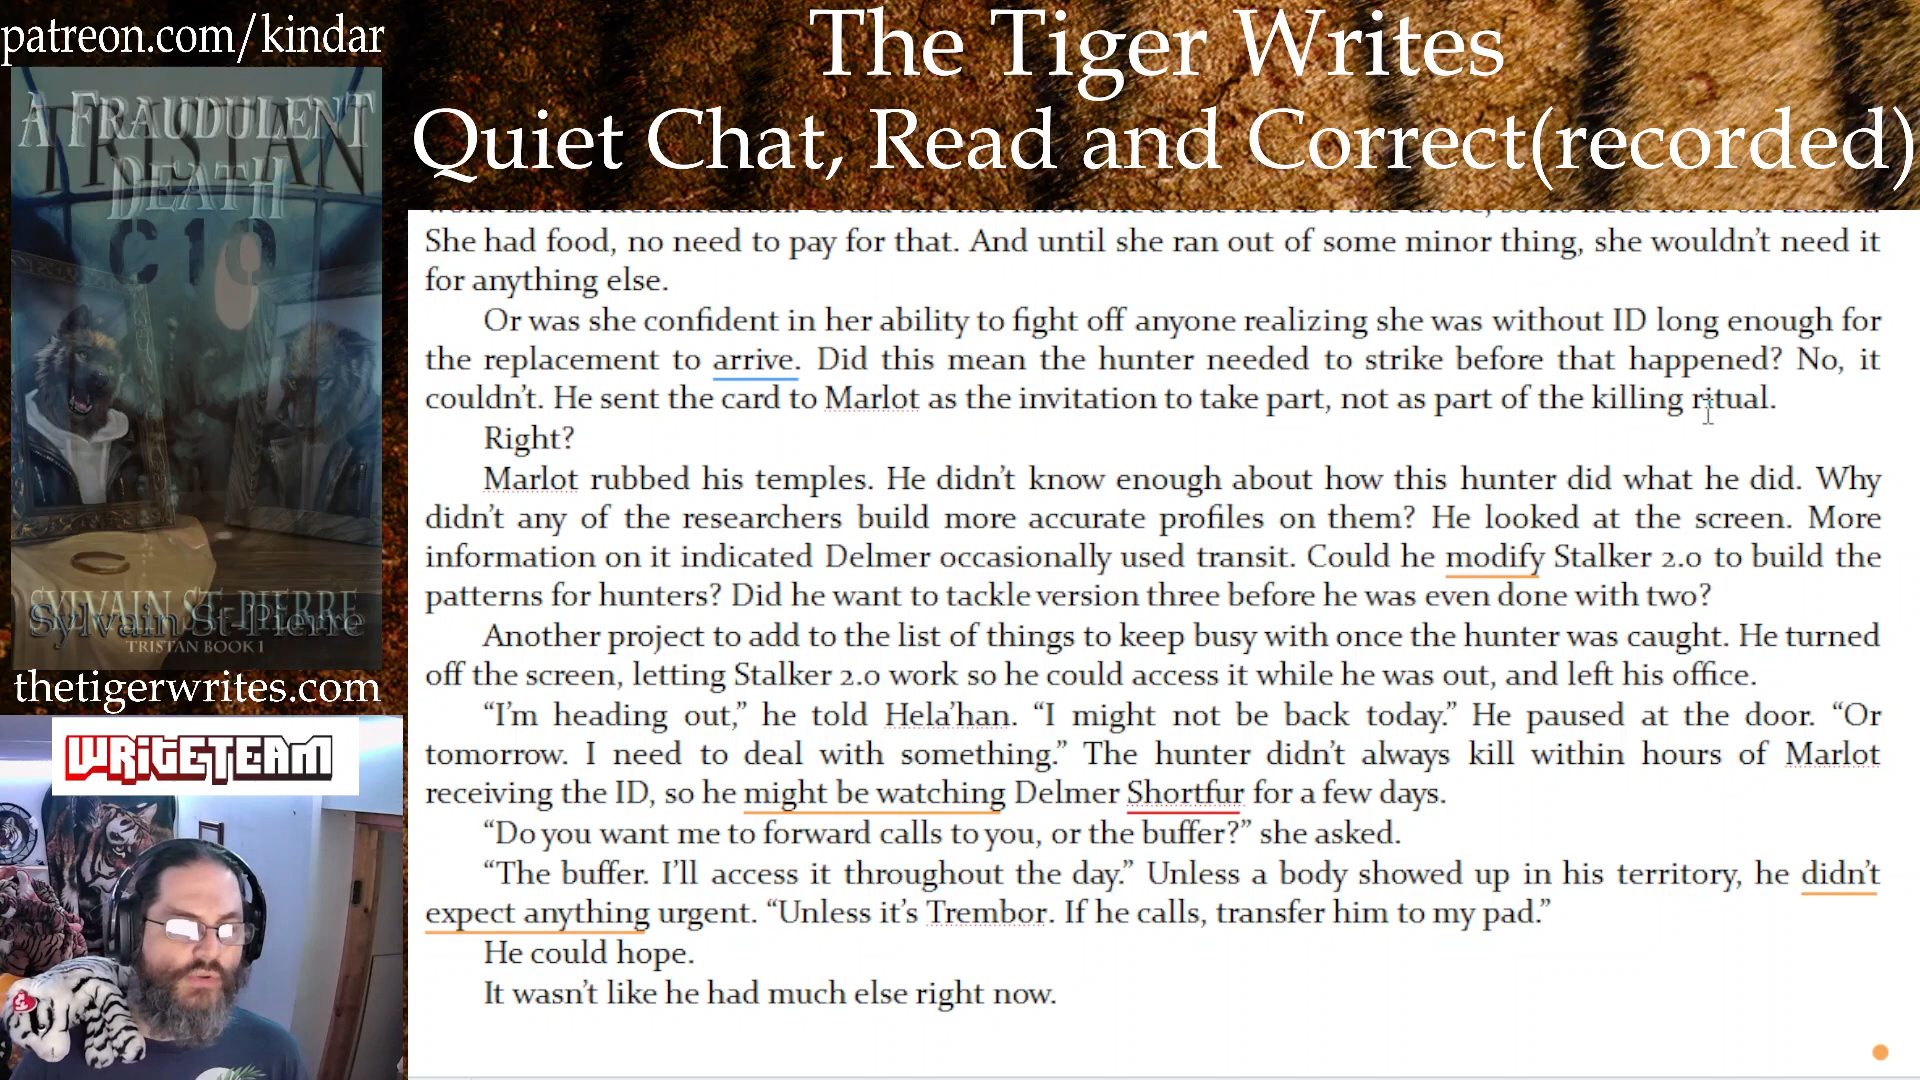 patreon.com/kindar
The Tiger Writes
Quiet Chat, Read and Correct(recorded)
A FRAUDULENT
DEATH
TRISTAN
C10
SYLVAIN ST-PIERRE
Sylvain St-Pierre
TRISTAN BOOK 1
thetigerwrites.com
WRITETEAM
She had food, no need to pay for that. And until she ran out of some minor thing, she wouldn’t need it
for anything else.
Or was she confident in her ability to fight off anyone realizing she was without ID long enough for
the replacement to arrive. Did this mean the hunter needed to strike before that happened? No, it
couldn’t. He sent the card to Marlot as the invitation to take part, not as part of the killing ritual.
Right?
Marlot rubbed his temples. He didn’t know enough about how this hunter did what he did. Why
didn’t any of the researchers build more accurate profiles on them? He looked at the screen. More
information on it indicated Delmer occasionally used transit. Could he modify Stalker 2.0 to build the
patterns for hunters? Did he want to tackle version three before he was even done with two?
Another project to add to the list of things to keep busy with once the hunter was caught. He turned
off the screen, letting Stalker 2.0 work so he could access it while he was out, and left his office.
“I’m heading out,” he told Hela’han. “I might not be back today.” He paused at the door. “Or
tomorrow. I need to deal with something.” The hunter didn’t always kill within hours of Marlot
receiving the ID, so he might be watching Delmer Shortfur for a few days.
“Do you want me to forward calls to you, or the buffer?” she asked.
“The buffer. I’ll access it throughout the day.” Unless a body showed up in his territory, he didn’t
expect anything urgent. “Unless it’s Trembor. If he calls, transfer him to my pad.”
He could hope.
It wasn’t like he had much else right now.